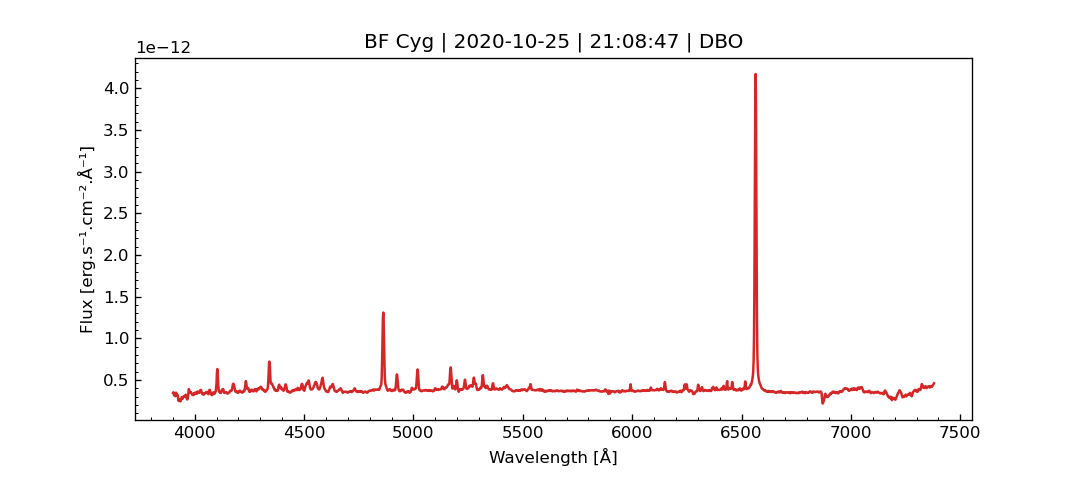 BF Cyg | 2020-10-25 | 21:08:47 | DBO
1e−12
4.0
3.5
3.0
2.5
2.0
1.5
1.0
0.5
Flux [erg.s⁻¹.cm⁻².Å⁻¹]
4000 4500 5000 5500 6000 6500 7000 7500
Wavelength [Å]